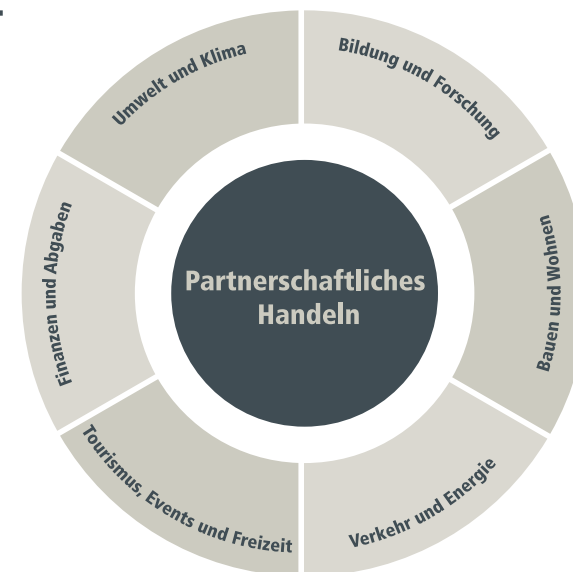 Umwelt und Klima
Bildung und Forschung
Finanzen und Abgaben
Partnerschaftliches
Handeln
Bauen und Wohnen
Tourismus, Events und Freizeit
Verkehr und Energie